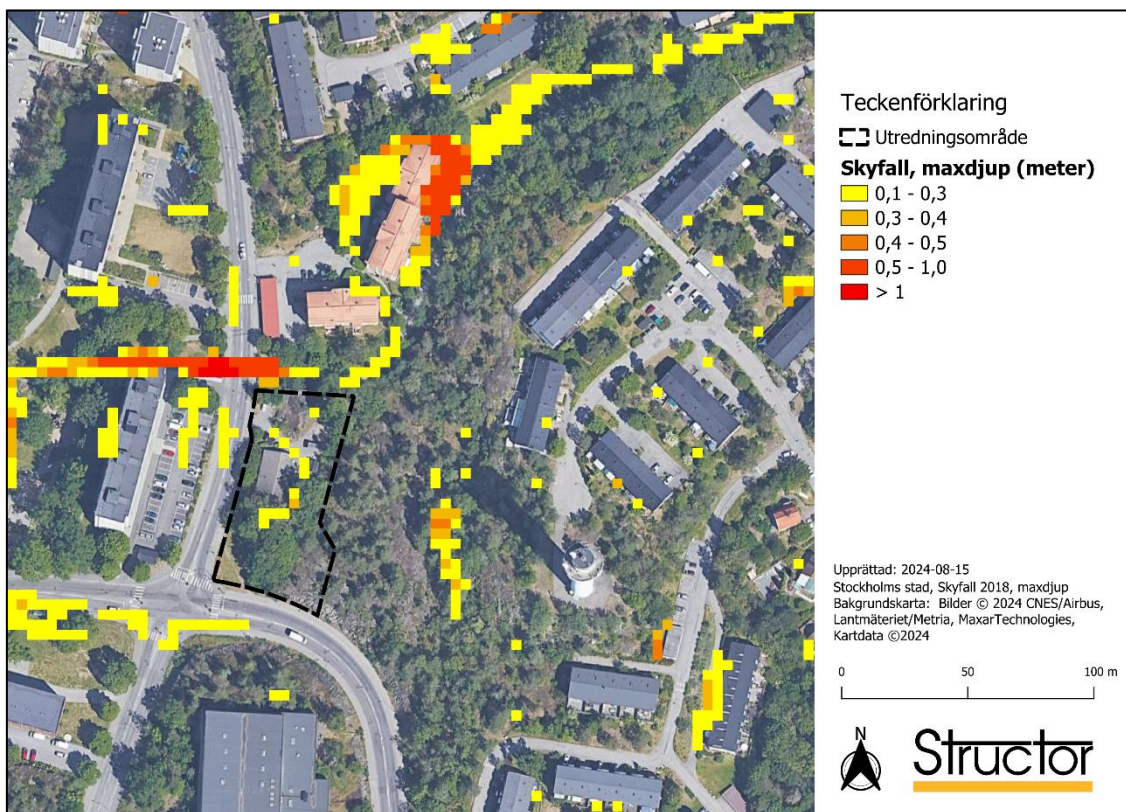 Teckenförklaring
Utredningsområde
Skyfall, maxdjup (meter)
0,1 - 0,3
0,3 - 0,4
0,4 - 0,5
0,5 - 1,0
> 1
Upprättad: 2024-08-15
Stockholms stad, Skyfall 2018, maxdjup
Bakgrundskarta: Bilder © 2024 CNES/Airbus,
Lantmäteriet/Metria, MaxarTechnologies,
Kartdata ©2024
0 50 100 m
N
Structor